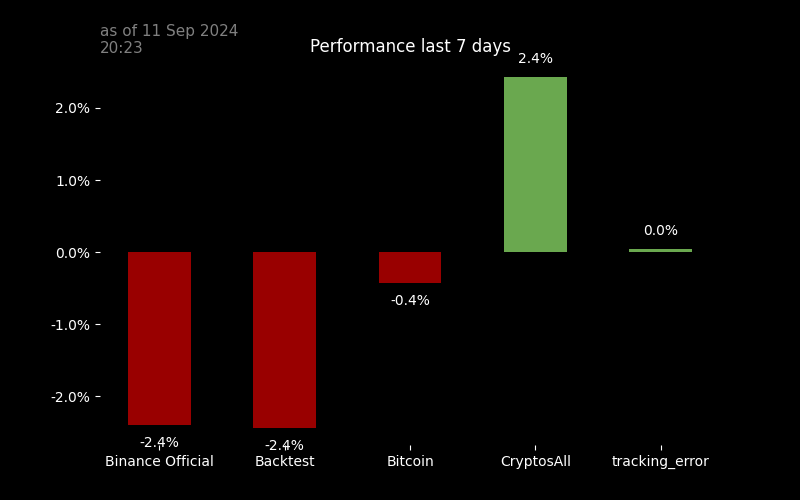 as of 11 Sep 2024
20:23
Performance last 7 days
2.4%
2.0%
1.0%
0.0%
0.0%
-0.4%
-1.0%
-2.0%
-2.4%
-2.4%
Binance Official
Backtest
Bitcoin
CryptosAll
tracking_error